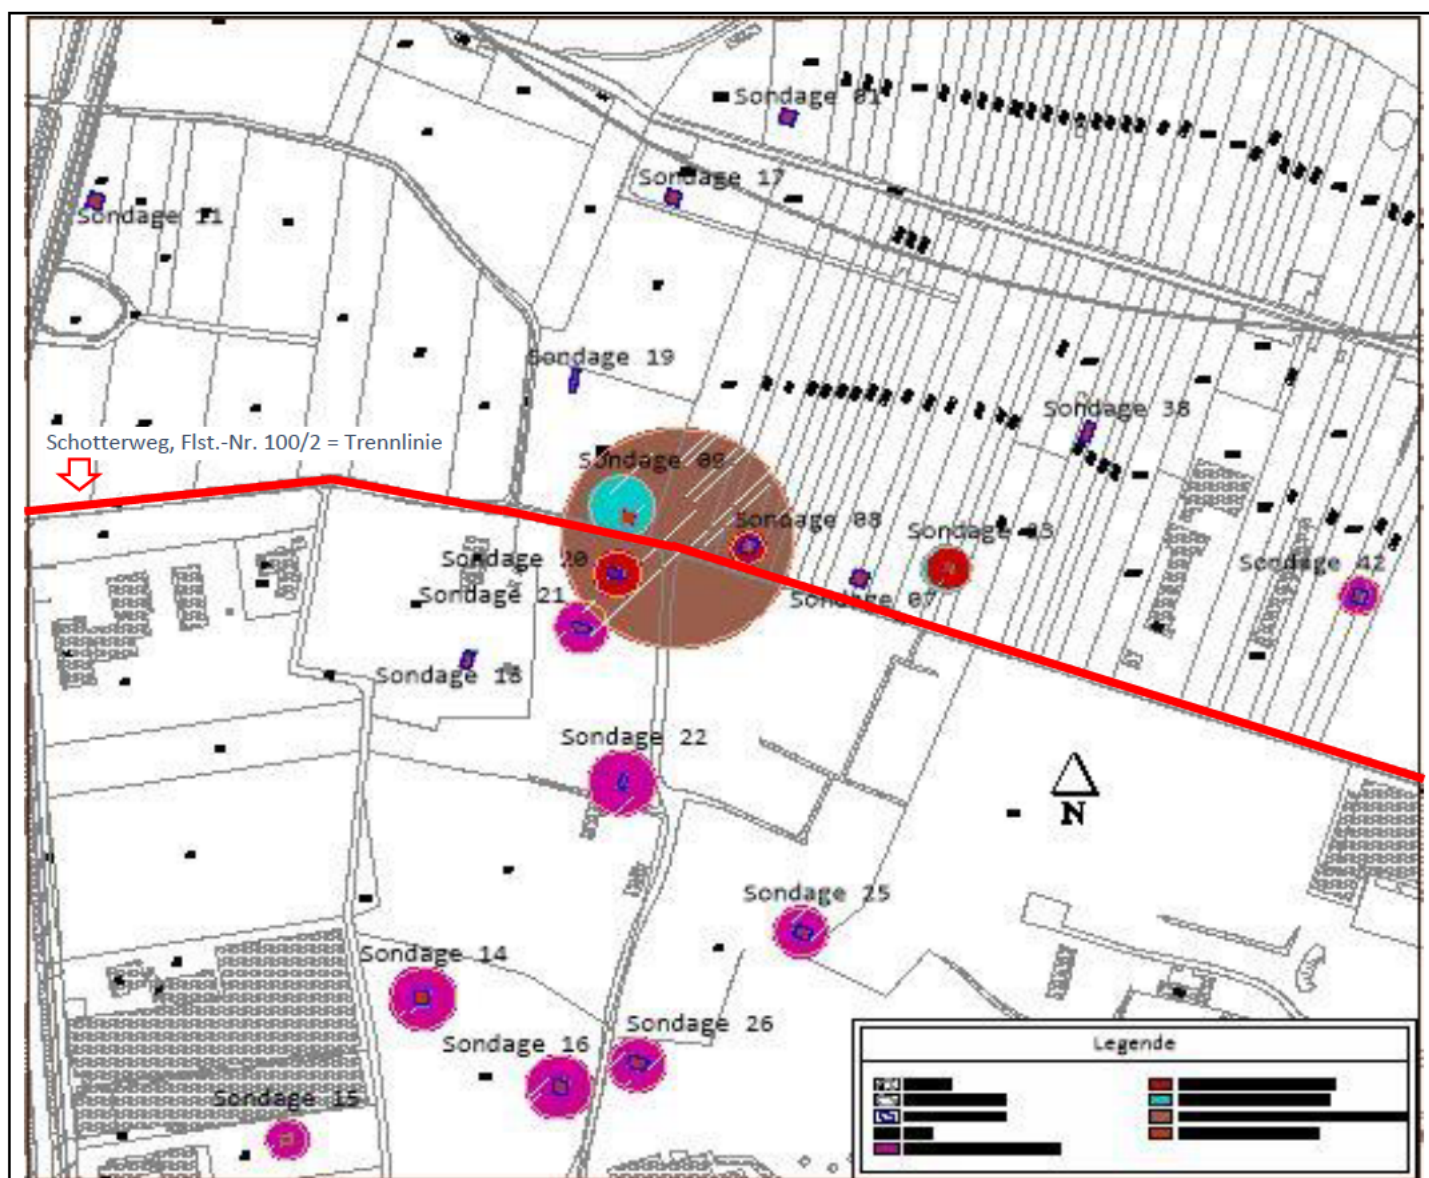 Sondage 01
Sondage 17
Sondage 11
Sondage 19
Sondage 38
Schotterweg, Flst.-Nr. 100/2 = Trennlinie
Sondage 09
Sondage 08
Sondage 20
Sondage 42
Sondage 21
Sondage 07
Sondage 18
Sondage 22
N
Sondage 25
Sondage 14
Sondage 26
Sondage 16
Legende
Sondage 15